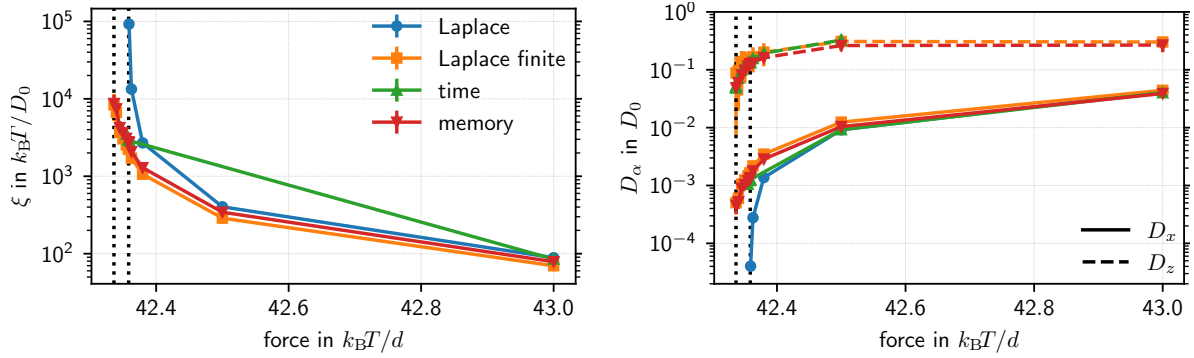 10^5
10^4
10^3
10^2
ξ in k_BT/D_0
Laplace
Laplace finite
time
memory
42.4
42.6
42.8
43.0
force in k_BT/d
10^0
10^−1
10^−2
10^−3
10^−4
D_α in D_0
D_x
D_z
42.4
42.6
42.8
43.0
force in k_BT/d